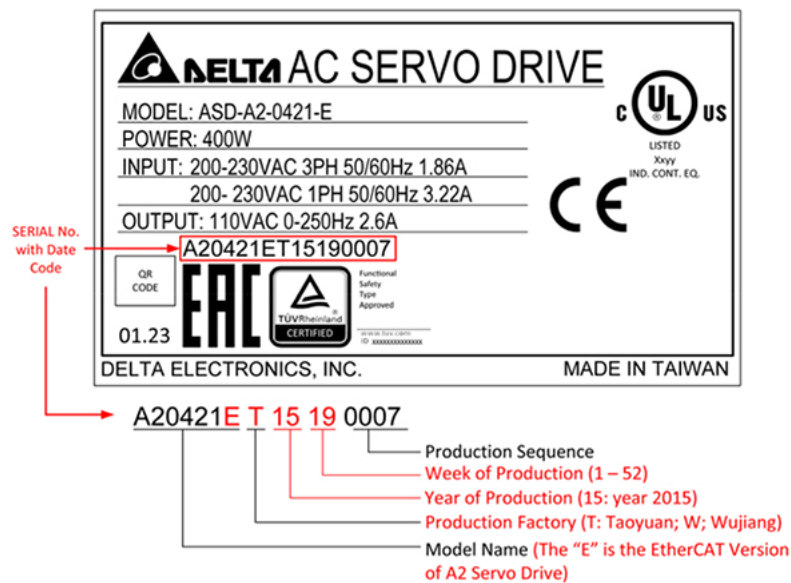 DELTA AC SERVO DRIVE
MODEL: ASD-A2-0421-E
POWER: 400W
INPUT: 200-230VAC 3PH 50/60Hz 1.86A
200- 230VAC 1PH 50/60Hz 3.22A
OUTPUT: 110VAC 0-250Hz 2.6A
A20421ET15190007
C UL US
®
LISTED
Xxyy
IND. CONT. EQ.
CE
SERIAL No.
with Date
Code
QR
CODE
01.23
EAC
TÜVRheinland
CERTIFIED
Functional
Safety
Type
Approved
www.tuv.com
ID xxxxxxxxxxxxx
DELTA ELECTRONICS, INC.
MADE IN TAIWAN
A20421E T 15 19 0007
Production Sequence
Week of Production (1 – 52)
Year of Production (15: year 2015)
Production Factory (T: Taoyuan; W; Wujiang)
Model Name (The “E” is the EtherCAT Version
of A2 Servo Drive)